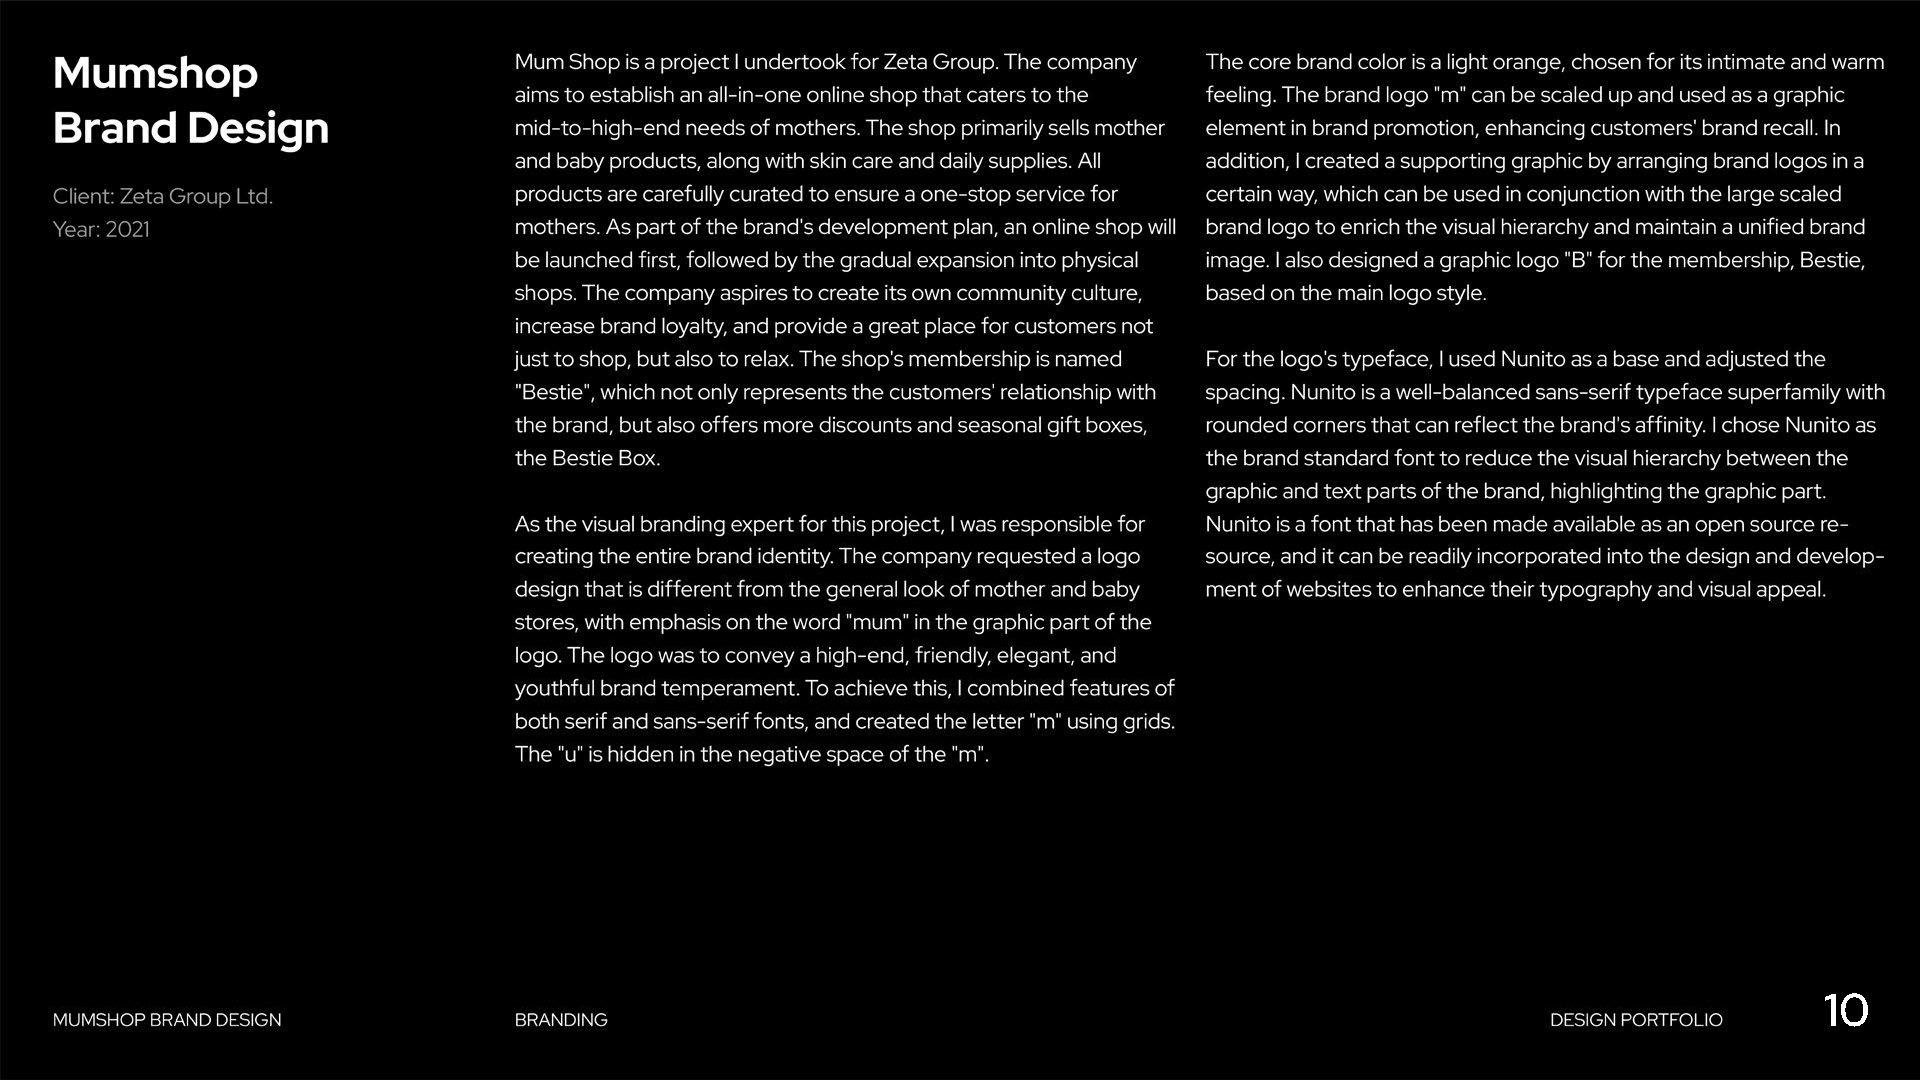 Mumshop
Brand Design
Client: Zeta Group Ltd.
Year: 2021
Mum Shop is a project I undertook for Zeta Group. The company
aims to establish an all-in-one online shop that caters to the
mid-to-high-end needs of mothers. The shop primarily sells mother
and baby products, along with skin care and daily supplies. All
products are carefully curated to ensure a one-stop service for
mothers. As part of the brand's development plan, an online shop will
be launched first, followed by the gradual expansion into physical
shops. The company aspires to create its own community culture,
increase brand loyalty, and provide a great place for customers not
just to shop, but also to relax. The shop's membership is named
"Bestie", which not only represents the customers' relationship with
the brand, but also offers more discounts and seasonal gift boxes,
the Bestie Box.
As the visual branding expert for this project, I was responsible for
creating the entire brand identity. The company requested a logo
design that is different from the general look of mother and baby
stores, with emphasis on the word "mum" in the graphic part of the
logo. The logo was to convey a high-end, friendly, elegant, and
youthful brand temperament. To achieve this, I combined features of
both serif and sans-serif fonts, and created the letter "m" using grids.
The "u" is hidden in the negative space of the "m".
The core brand color is a light orange, chosen for its intimate and warm
feeling. The brand logo "m" can be scaled up and used as a graphic
element in brand promotion, enhancing customers' brand recall. In
addition, I created a supporting graphic by arranging brand logos in a
certain way, which can be used in conjunction with the large scaled
brand logo to enrich the visual hierarchy and maintain a unified brand
image. I also designed a graphic logo "B" for the membership, Bestie,
based on the main logo style.
For the logo's typeface, I used Nunito as a base and adjusted the
spacing. Nunito is a well-balanced sans-serif typeface superfamily with
rounded corners that can reflect the brand's affinity. I chose Nunito as
the brand standard font to reduce the visual hierarchy between the
graphic and text parts of the brand, highlighting the graphic part.
Nunito is a font that has been made available as an open source re-
source, and it can be readily incorporated into the design and develop-
ment of websites to enhance their typography and visual appeal.
MUMSHOP BRAND DESIGN
BRANDING
DESIGN PORTFOLIO
10